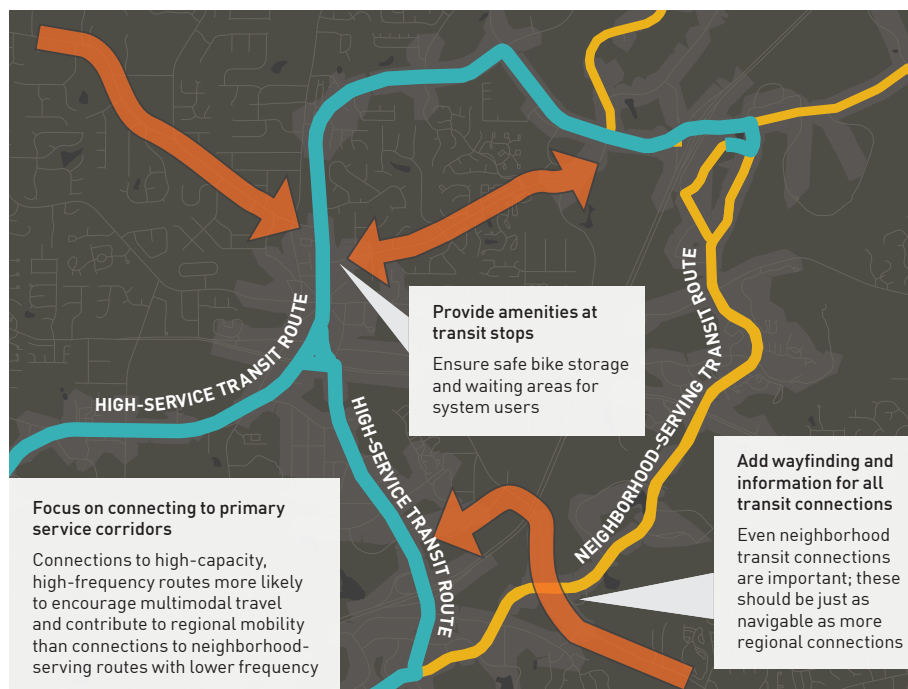 HIGH-SERVICE TRANSIT ROUTE
NEIGHBORHOOD-SERVING TRANSIT ROUTE
Provide amenities at
transit stops
Ensure safe bike storage
and waiting areas for
system users
HIGH-SERVICE TRANSIT ROUTE
Add wayfinding and
information for all
transit connections
Even neighborhood
transit connections
are important; these
should be just as
navigable as more
regional connections
Focus on connecting to primary
service corridors
Connections to high-capacity,
high-frequency routes more likely
to encourage multimodal travel
and contribute to regional mobility
than connections to neighborhood-
serving routes with lower frequency